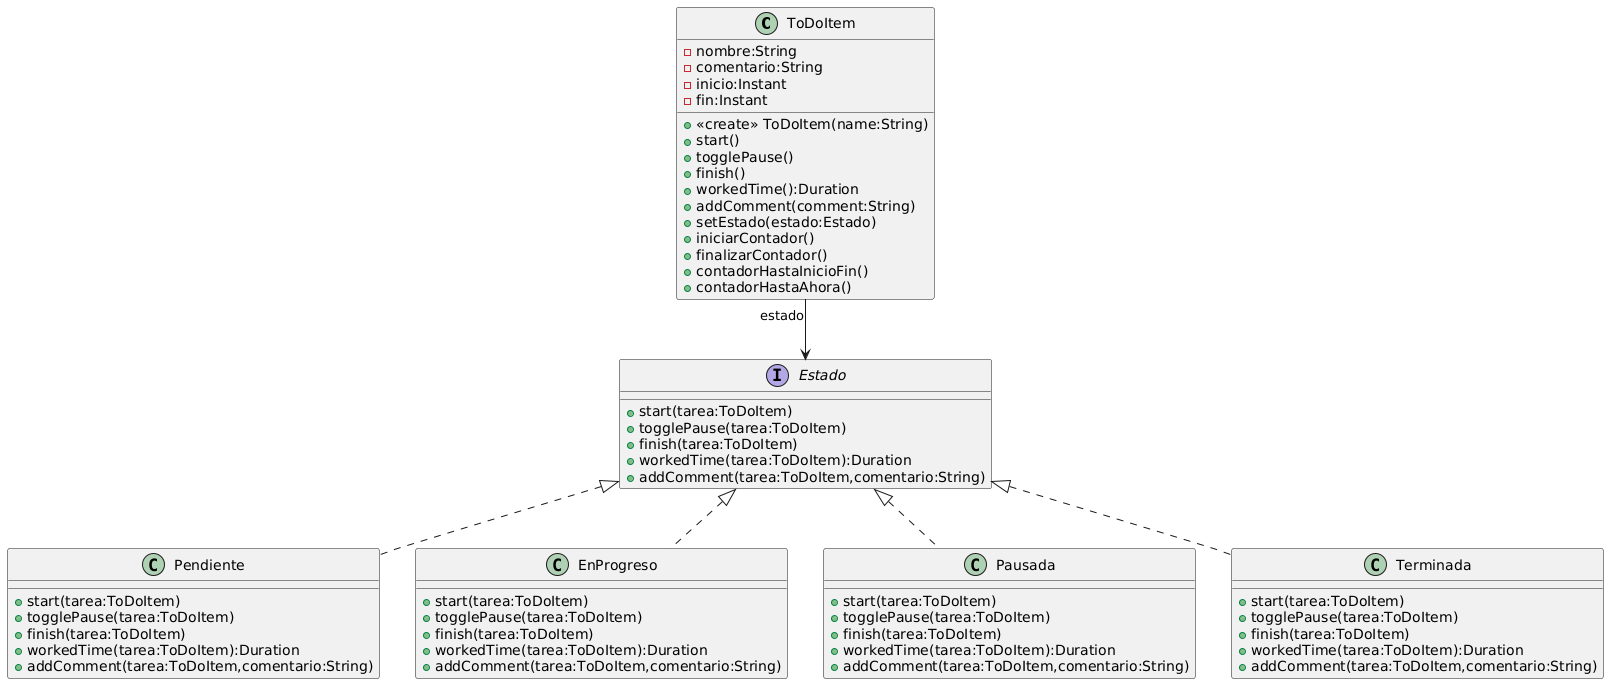 C ToDoItem
nombre:String
comentario:String
inicio:Instant
fin:Instant
«create» ToDoItem(name:String)
start()
togglePause()
finish()
workedTime():Duration
addComment(comment:String)
setEstado(estado:Estado)
iniciarContador()
finalizarContador()
contadorHastaInicioFin()
contadorHastaAhora()
estado
I Estado
start(tarea:ToDoItem)
togglePause(tarea:ToDoItem)
finish(tarea:ToDoItem)
workedTime(tarea:ToDoItem):Duration
addComment(tarea:ToDoItem,comentario:String)
C Pendiente
start(tarea:ToDoItem)
togglePause(tarea:ToDoItem)
finish(tarea:ToDoItem)
workedTime(tarea:ToDoItem):Duration
addComment(tarea:ToDoItem,comentario:String)
C EnProgreso
start(tarea:ToDoItem)
togglePause(tarea:ToDoItem)
finish(tarea:ToDoItem)
workedTime(tarea:ToDoItem):Duration
addComment(tarea:ToDoItem,comentario:String)
C Pausada
start(tarea:ToDoItem)
togglePause(tarea:ToDoItem)
finish(tarea:ToDoItem)
workedTime(tarea:ToDoItem):Duration
addComment(tarea:ToDoItem,comentario:String)
C Terminada
start(tarea:ToDoItem)
togglePause(tarea:ToDoItem)
finish(tarea:ToDoItem)
workedTime(tarea:ToDoItem):Duration
addComment(tarea:ToDoItem,comentario:String)